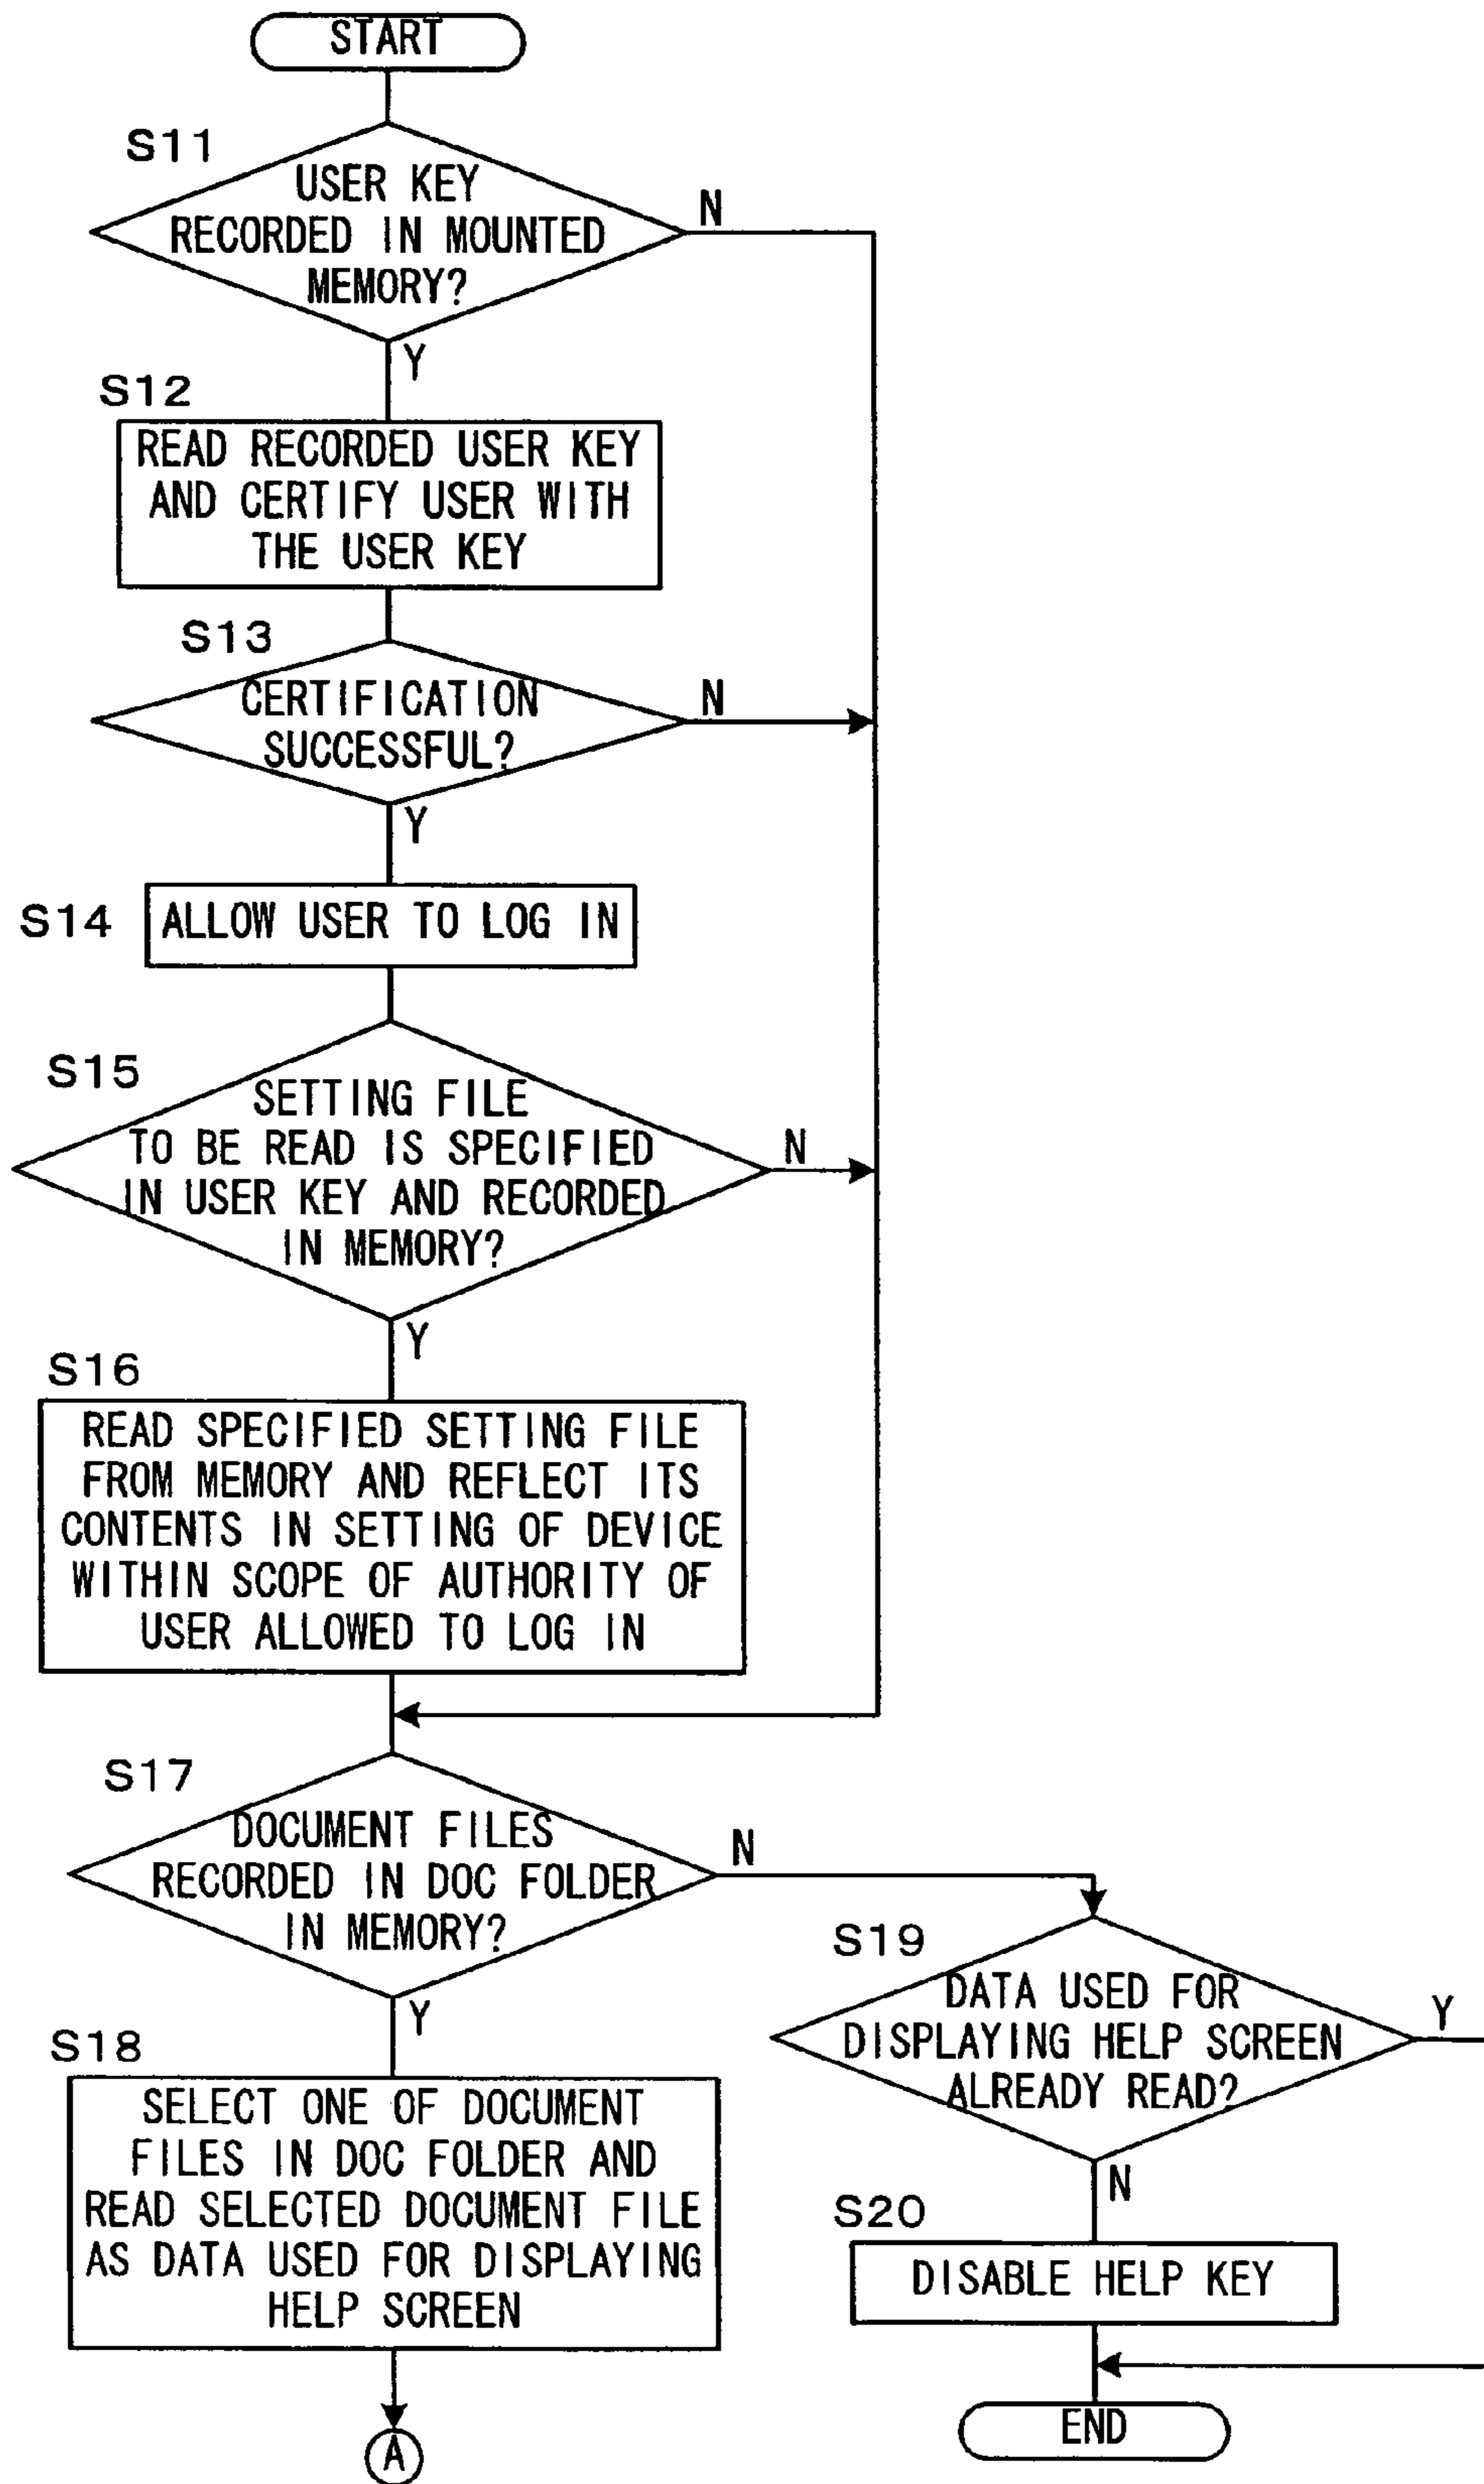 START
S11
USER KEY
RECORDED IN MOUNTED
MEMORY?
N
Y
S12
READ RECORDED USER KEY
AND CERTIFY USER WITH
THE USER KEY
S13
CERTIFICATION
SUCCESSFUL?
N
Y
S14
ALLOW USER TO LOG IN
S15
SETTING FILE
TO BE READ IS SPECIFIED
IN USER KEY AND RECORDED
IN MEMORY?
N
Y
S16
READ SPECIFIED SETTING FILE
FROM MEMORY AND REFLECT ITS
CONTENTS IN SETTING OF DEVICE
WITHIN SCOPE OF AUTHORITY OF
USER ALLOWED TO LOG IN
S17
DOCUMENT FILES
RECORDED IN DOC FOLDER
IN MEMORY?
N
Y
S18
SELECT ONE OF DOCUMENT
FILES IN DOC FOLDER AND
READ SELECTED DOCUMENT FILE
AS DATA USED FOR DISPLAYING
HELP SCREEN
A
S19
DATA USED FOR
DISPLAYING HELP SCREEN
ALREADY READ?
Y
N
S20
DISABLE HELP KEY
END